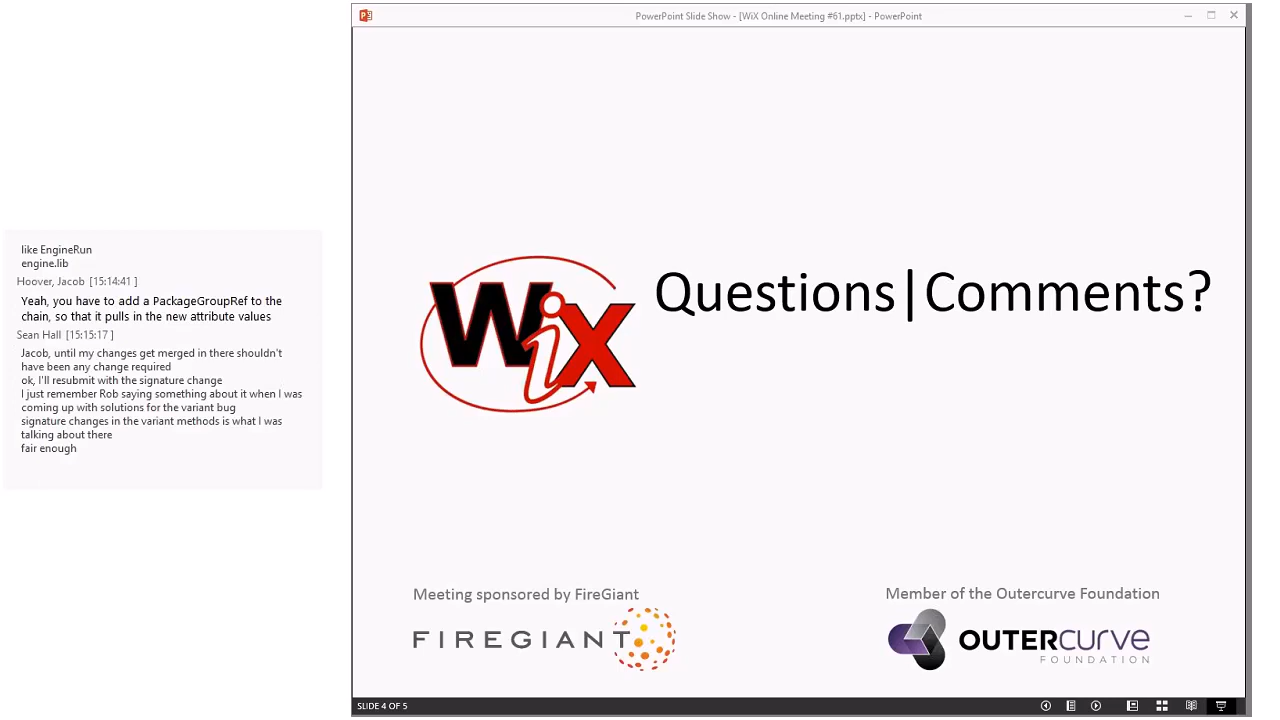 PowerPoint Slide Show - [WiX Online Meeting #61.pptx] - PowerPoint
like EngineRun
engine.lib
Hoover, Jacob [15:14:41 ]
Yeah, you have to add a PackageGroupRef to the
chain, so that it pulls in the new attribute values
Sean Hall [15:15:17 ]
Jacob, until my changes get merged in there shouldn't
have been any change required
ok, I'll resubmit with the signature change
I just remember Rob saying something about it when I was
coming up with solutions for the variant bug
signature changes in the variant methods is what I was
talking about there
fair enough
WiX
Questions|Comments?
Meeting sponsored by FireGiant
FIREGIANT
Member of the Outercurve Foundation
OUTERCURVE
FOUNDATION
SLIDE 4 OF 5